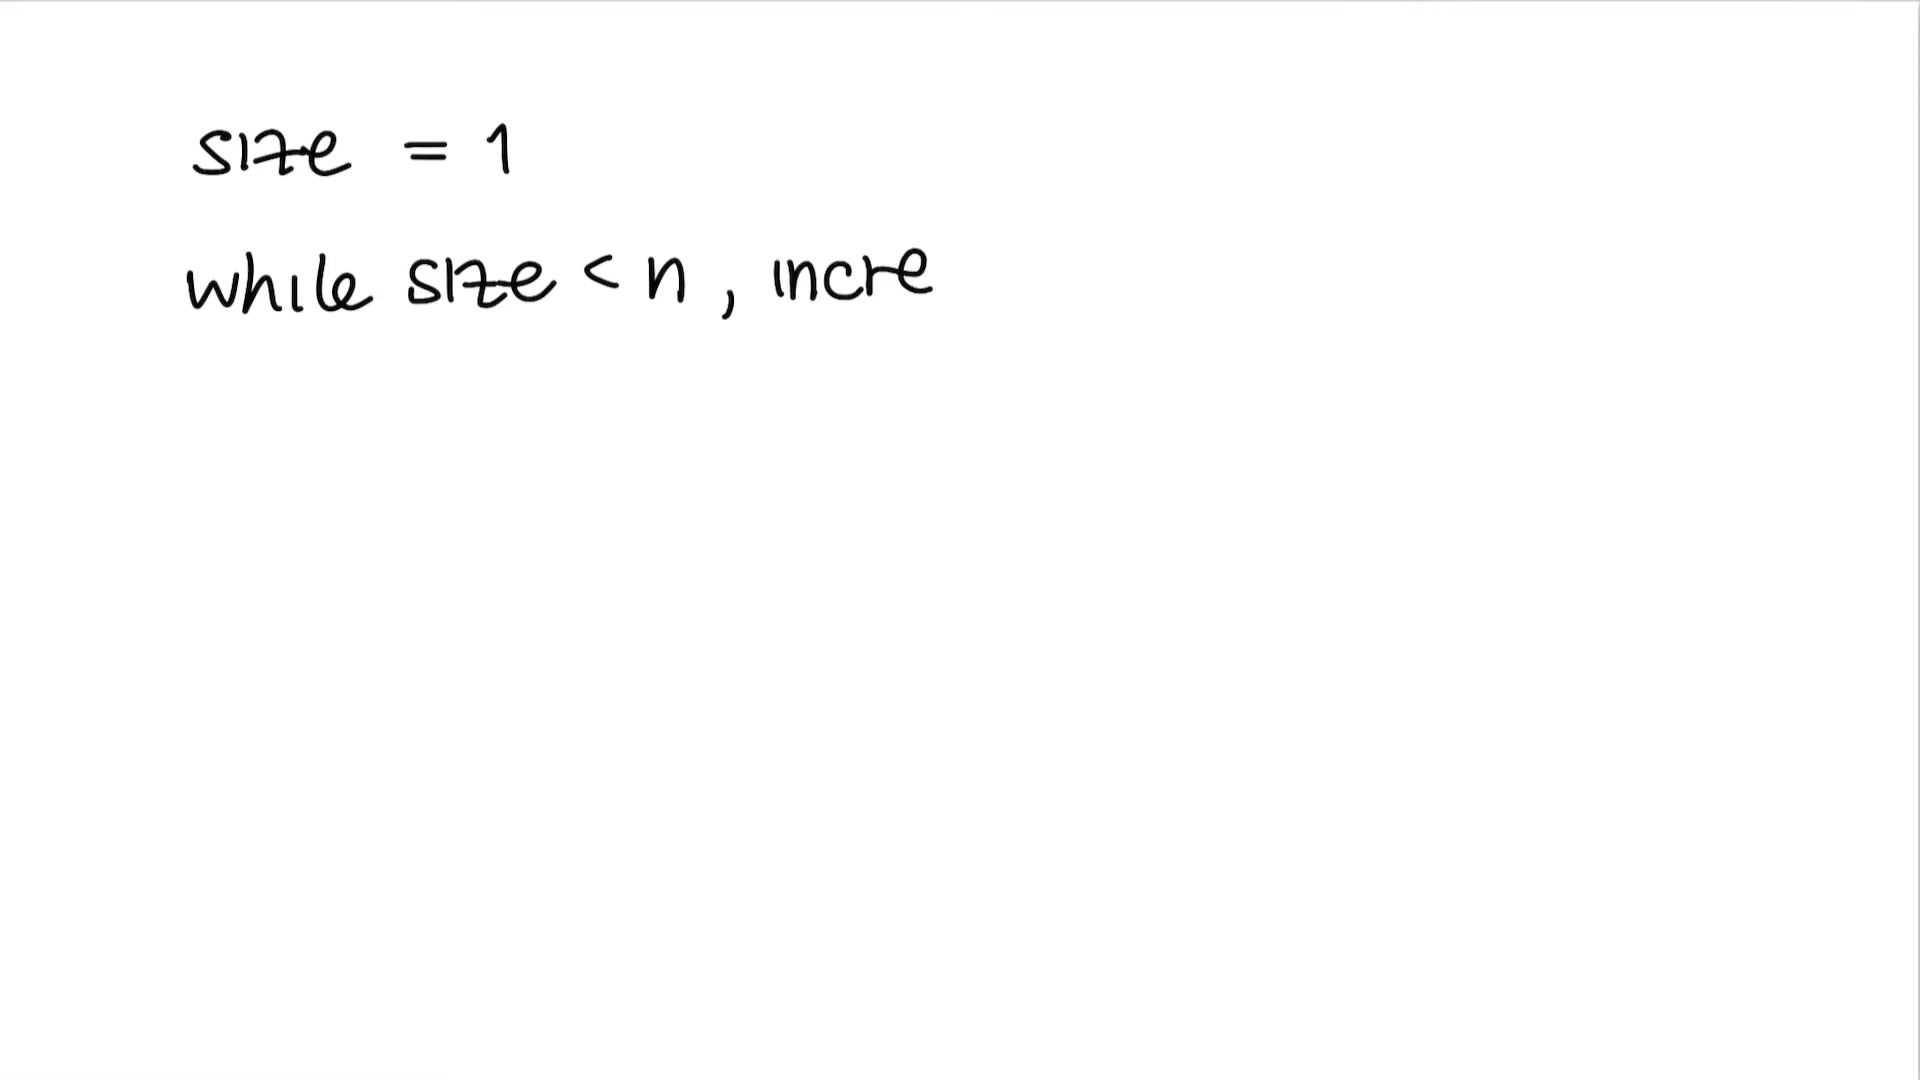 size = 1
while size < n , incre